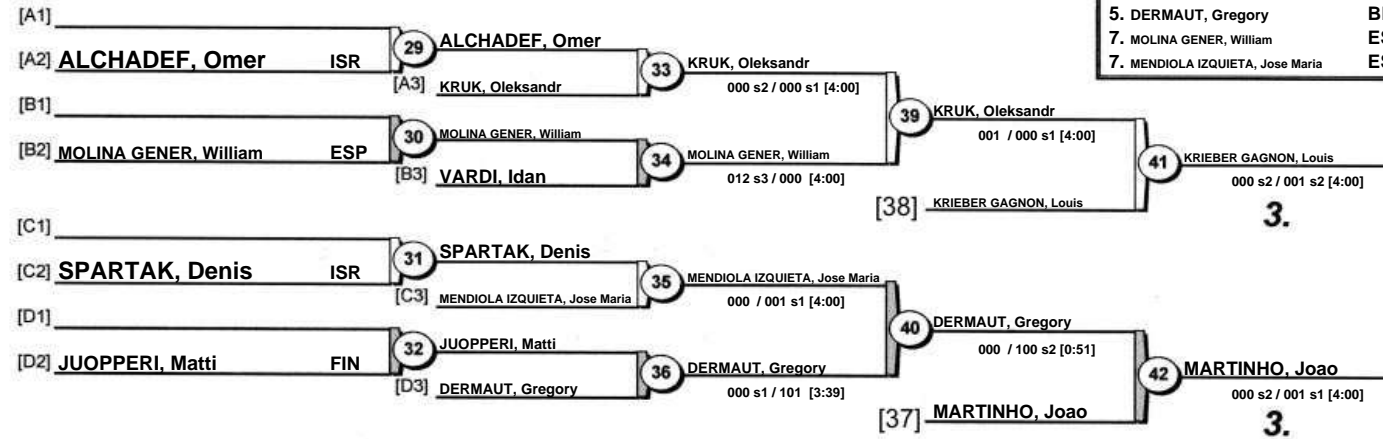 [A1]
[A2] ALCHADEF, Omer ISR
29 ALCHADEF, Omer
[A3] KRUK, Oleksandr
33 KRUK, Oleksandr
000 s2 / 000 s1 [4:00]
[B1]
[B2] MOLINA GENER, William ESP
30 MOLINA GENER, William
[B3] VARDI, Idan
34 MOLINA GENER, William
012 s3 / 000 [4:00]
39 KRUK, Oleksandr
001 / 000 s1 [4:00]
[38] KRIEBER GAGNON, Louis
41 KRIEBER GAGNON, Louis
000 s2 / 001 s2 [4:00]
3.
[C1]
[C2] SPARTAK, Denis ISR
31 SPARTAK, Denis
[C3] MENDIOLA IZQUIETA, Jose Maria
35 MENDIOLA IZQUIETA, Jose Maria
000 / 001 s1 [4:00]
[D1]
[D2] JUOPPERI, Matti FIN
32 JUOPPERI, Matti
[D3] DERMAUT, Gregory
36 DERMAUT, Gregory
000 s1 / 101 [3:39]
40 DERMAUT, Gregory
000 / 100 s2 [0:51]
[37] MARTINHO, Joao
42 MARTINHO, Joao
000 s2 / 001 s1 [4:00]
3.
5. DERMAUT, Gregory
7. MOLINA GENER, William
7. MENDIOLA IZQUIETA, Jose Maria